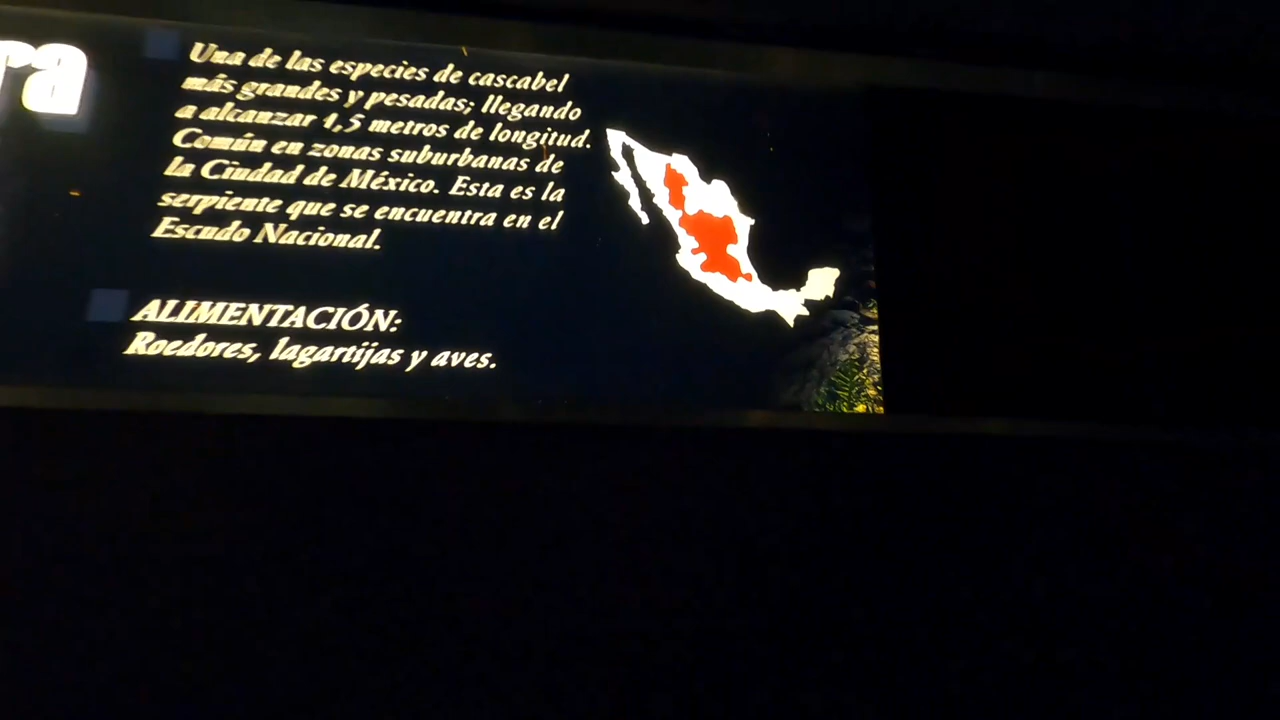 ra
Una de las especies de cascabel
más grandes y pesadas; llegando
a alcanzar 1,5 metros de longitud.
Común en zonas suburbanas de
la Ciudad de México. Esta es la
serpiente que se encuentra en el
Escudo Nacional.
ALIMENTACIÓN:
Roedores, lagartijas y aves.